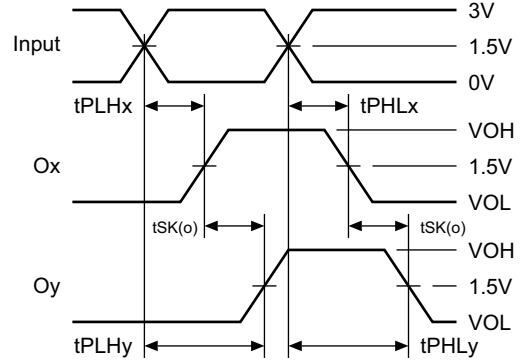 3V
Input
1.5V
0V
tPLHx
tPHLx
VOH
Ox
1.5V
VOL
tSK(o)
tSK(o)
VOH
Oy
1.5V
VOL
tPLHy
tPHLy